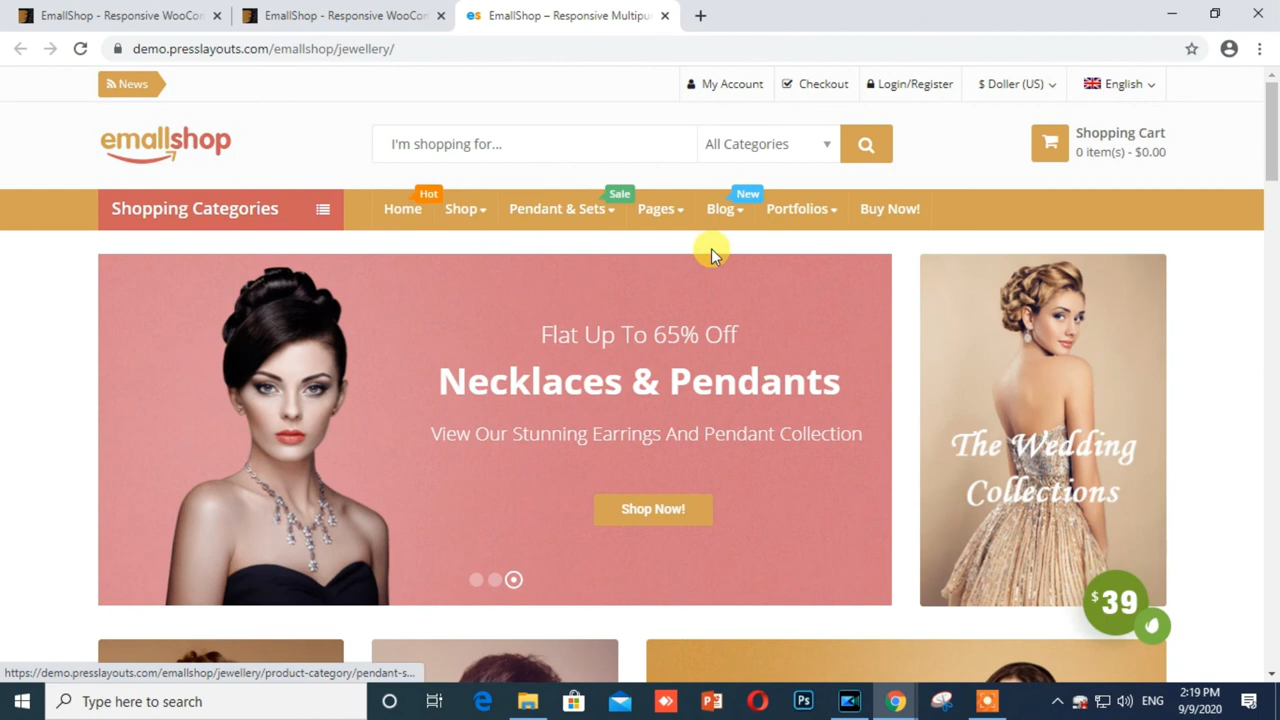 EmallShop - Responsive WooCom
EmallShop - Responsive WooCom
EmallShop – Responsive Multipu
demo.presslayouts.com/emallshop/jewellery/
News
My Account
Checkout
Login/Register
$ Doller (US)
English
emallshop
I'm shopping for...
All Categories
Shopping Cart
0 item(s) - $0.00
Hot
Sale
New
Shopping Categories
Home
Shop
Pendant & Sets
Pages
Blog
Portfolios
Buy Now!
Flat Up To 65% Off
Necklaces & Pendants
View Our Stunning Earrings And Pendant Collection
Shop Now!
The Wedding
Collections
$39
https://demo.presslayouts.com/emallshop/jewellery/product-category/pendant-s...
Type here to search
ENG
2:19 PM
9/9/2020